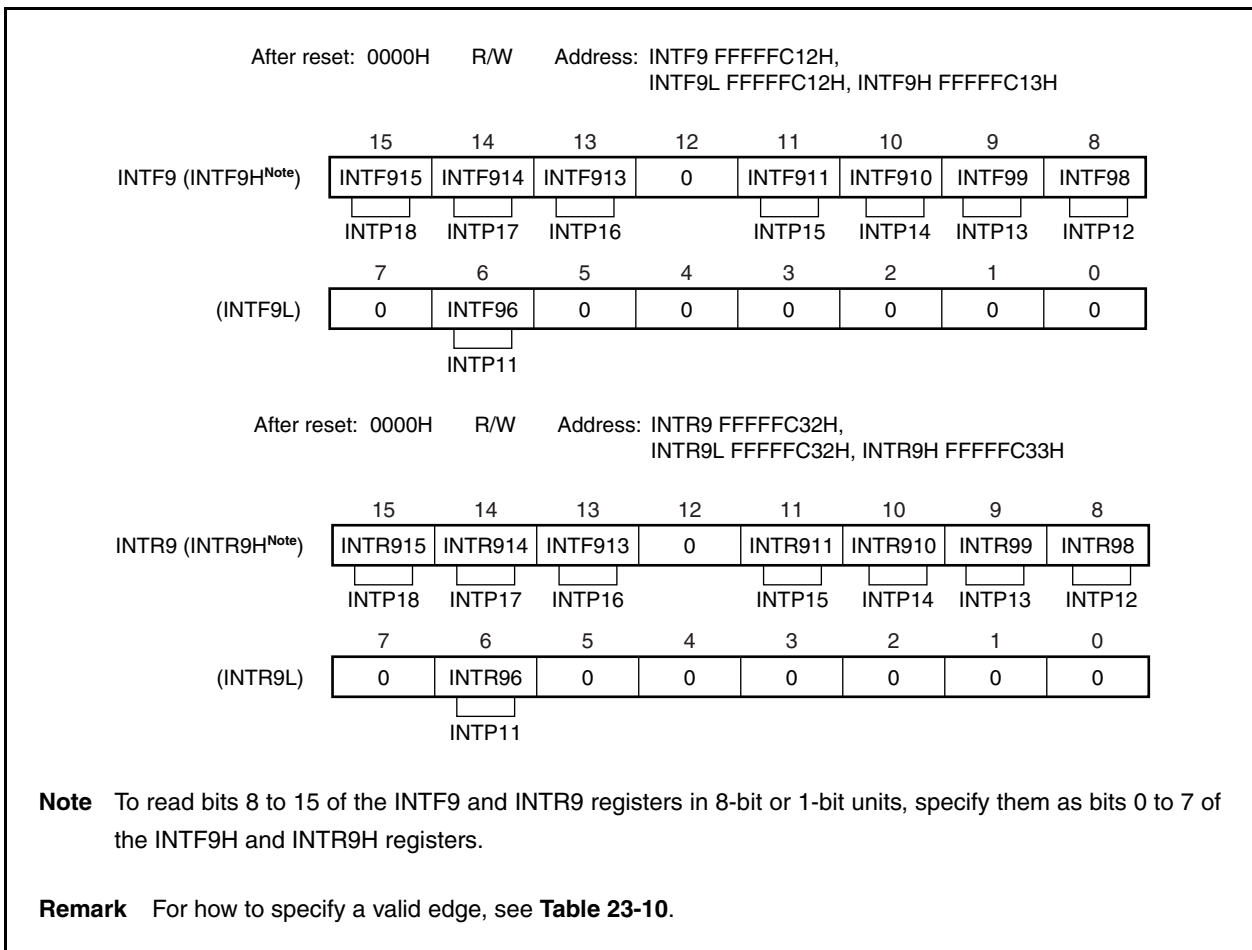 After reset: 0000H R/W Address: INTF9 FFFFFC12H,
INTF9L FFFFFC12H, INTF9H FFFFFC13H
15 14 13 12 11 10 9 8
INTF9 (INTF9HNote) INTF915 INTF914 INTF913 0 INTF911 INTF910 INTF99 INTF98
INTP18 INTP17 INTP16 INTP15 INTP14 INTP13 INTP12
7 6 5 4 3 2 1 0
(INTF9L) 0 INTF96 0 0 0 0 0 0
INTP11
After reset: 0000H R/W Address: INTR9 FFFFFC32H,
INTR9L FFFFFC32H, INTR9H FFFFFC33H
15 14 13 12 11 10 9 8
INTR9 (INTR9HNote) INTR915 INTR914 INTF913 0 INTR911 INTR910 INTR99 INTR98
INTP18 INTP17 INTP16 INTP15 INTP14 INTP13 INTP12
7 6 5 4 3 2 1 0
(INTR9L) 0 INTR96 0 0 0 0 0 0
INTP11
Note To read bits 8 to 15 of the INTF9 and INTR9 registers in 8-bit or 1-bit units, specify them as bits 0 to 7 of
the INTF9H and INTR9H registers.
Remark For how to specify a valid edge, see Table 23-10.